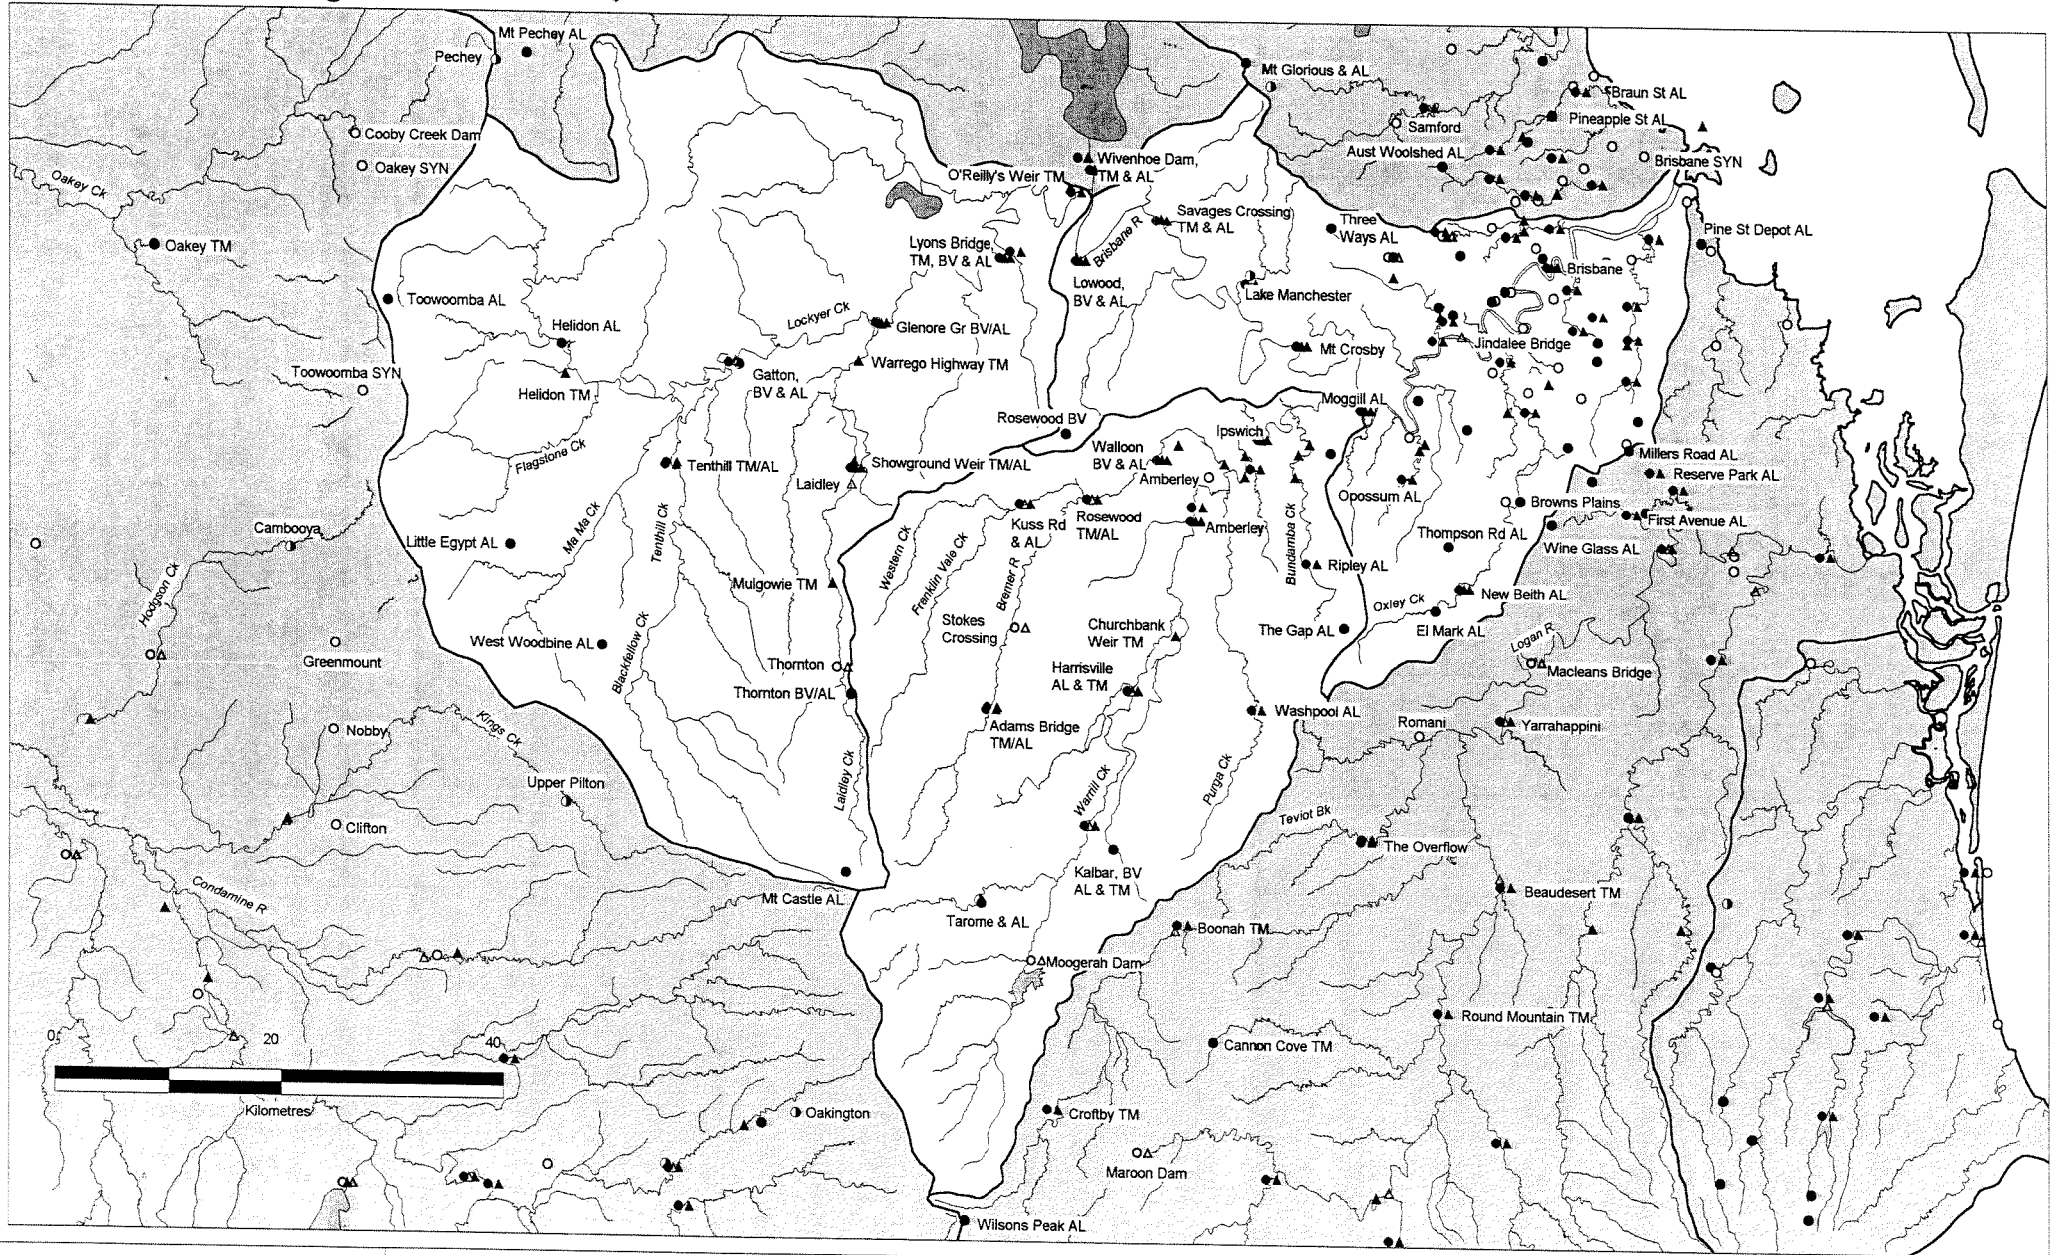 Mt Pechey AL
Pechey
Mt Glorious & AL
Braun St AL
Pineapple St AL
Cooby Creek Dam
Samford
Oakey SYN
Aust Woolshed AL
Brisbane SYN
Wivenhoe Dam,
TM & AL
O'Reilly's Weir TM
Oakey Ck
Savages Crossing
TM & AL
Three
Ways AL
Pine St Depot AL
Oakey TM
Lyons Bridge,
TM, BV & AL
Brisbane R
Brisbane
Lowood,
BV & AL
Lake Manchester
Toowoomba AL
Helidon AL
Lockyer Ck
Glenore Gr BV/AL
Jindalee Bridge
Mt Crosby
Warrego Highway TM
Toowoomba SYN
Gatton,
BV & AL
Helidon TM
Moggill AL
Rosewood BV
Ipswich
Walloon
BV & AL
Flagstone Ck
Tenthill TM/AL
Showground Weir TM/AL
Millers Road AL
Laidley
Amberley
Reserve Park AL
Opossum AL
Browns Plains
Cambooya
Ma Ma Ck
Tenthill Ck
Kuss Rd
& AL
Rosewood
TM/AL
Amberley
Bundamba Ck
First Avenue AL
Thompson Rd AL
Little Egypt AL
Wine Glass AL
Western Ck
Franklin Vale Ck
Bremer R
Ripley AL
Hodgson Ck
Mulgowie TM
New Beith AL
Oxley Ck
Stokes
Crossing
Churchbank
Weir TM
The Gap AL
El Mark AL
West Woodbine AL
Blackfellow Ck
Logan R
Greenmount
Thornton
Harrisville
AL & TM
Macleans Bridge
Thornton BV/AL
Washpool AL
Nobby
Kings Ck
Adams Bridge
TM/AL
Romani
Yarrahappini
Laidley Ck
Warrill Ck
Purga Ck
Upper Pilton
Clifton
Teviot Bk
The Overflow
Kalbar, BV
AL & TM
Condamine R
Mt Castle AL
Beaudesert TM
Tarome & AL
Boonah TM
Moogerah Dam
Round Mountain TM
0
20
40
Cannon Cove TM
Kilometres
Oakington
Croftby TM
Maroon Dam
Wilsons Peak AL